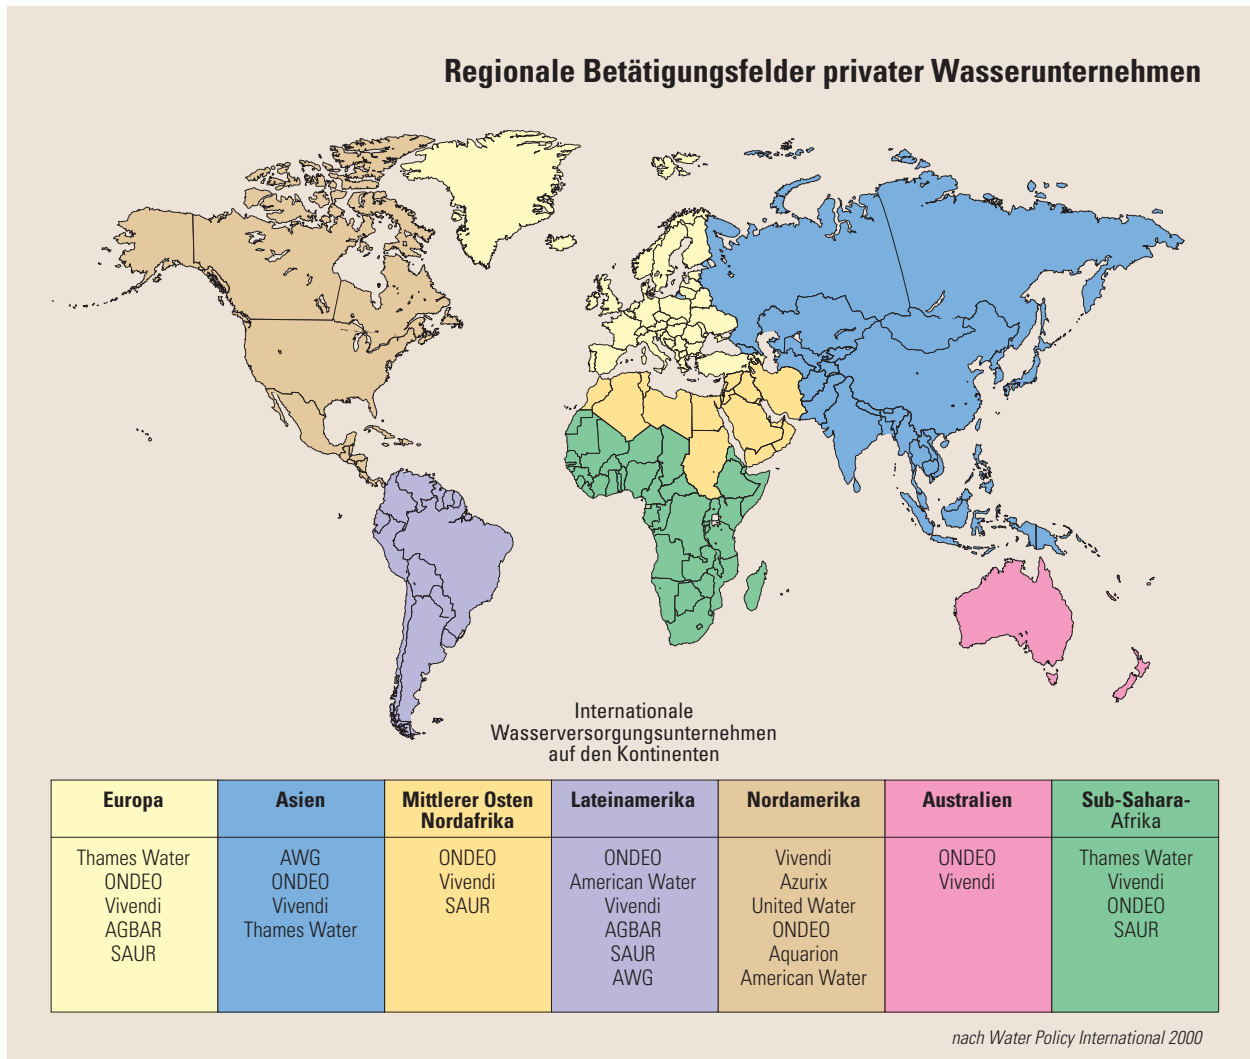 Regionale Betätigungsfelder privater Wasserunternehmen
Internationale
Wasserversorgungsunternehmen
auf den Kontinenten
Europa
Thames Water
ONDEO
Vivendi
AGBAR
SAUR
Asien
AWG
ONDEO
Vivendi
Thames Water
Mittlerer Osten
Nordafrika
ONDEO
Vivendi
SAUR
Lateinamerika
ONDEO
American Water
Vivendi
AGBAR
SAUR
AWG
Nordamerika
Vivendi
Azurix
United Water
ONDEO
Aquarion
American Water
Australien
ONDEO
Vivendi
Sub-Sahara-
Afrika
Thames Water
Vivendi
ONDEO
SAUR
nach Water Policy International 2000